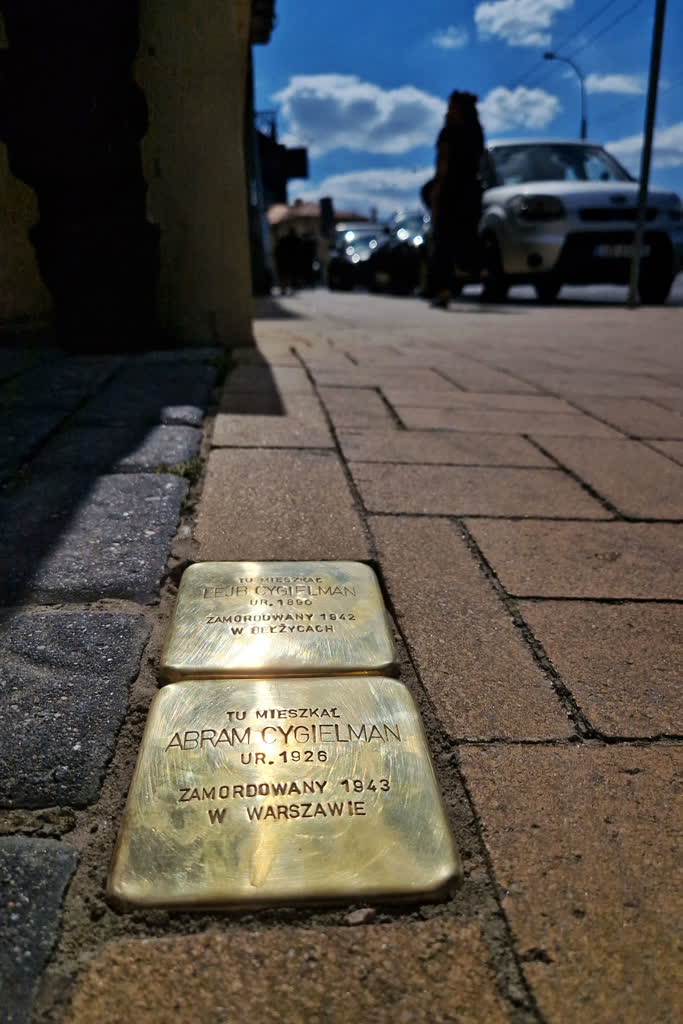 TU MIESZKAŁ
LEJB CYGIELMAN
UR. 1890
ZAMORDOWANY 1942
W BEŁŻYCACH
TU MIESZKAŁ
ABRAM CYGIELMAN
UR. 1926
ZAMORDOWANY 1943
W WARSZAWIE